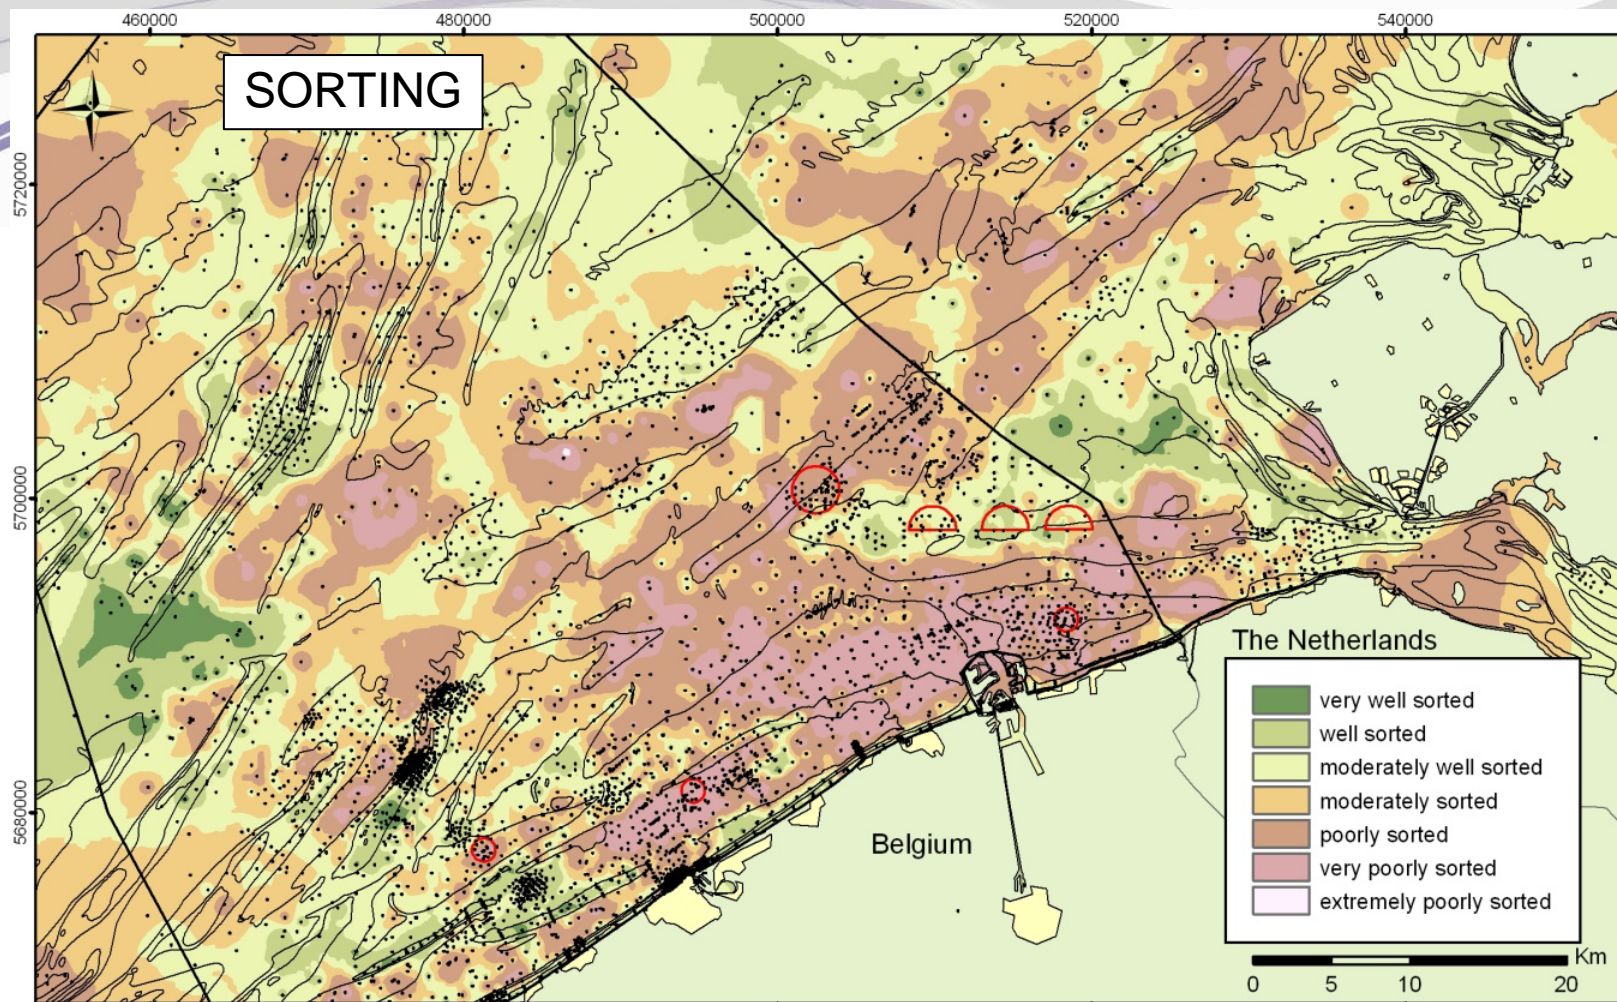 460000
480000
500000
520000
540000
N
SORTING
5720000
5700000
5680000
The Netherlands
very well sorted
well sorted
moderately well sorted
moderately sorted
poorly sorted
very poorly sorted
extremely poorly sorted
Belgium
Km
0 5 10 20